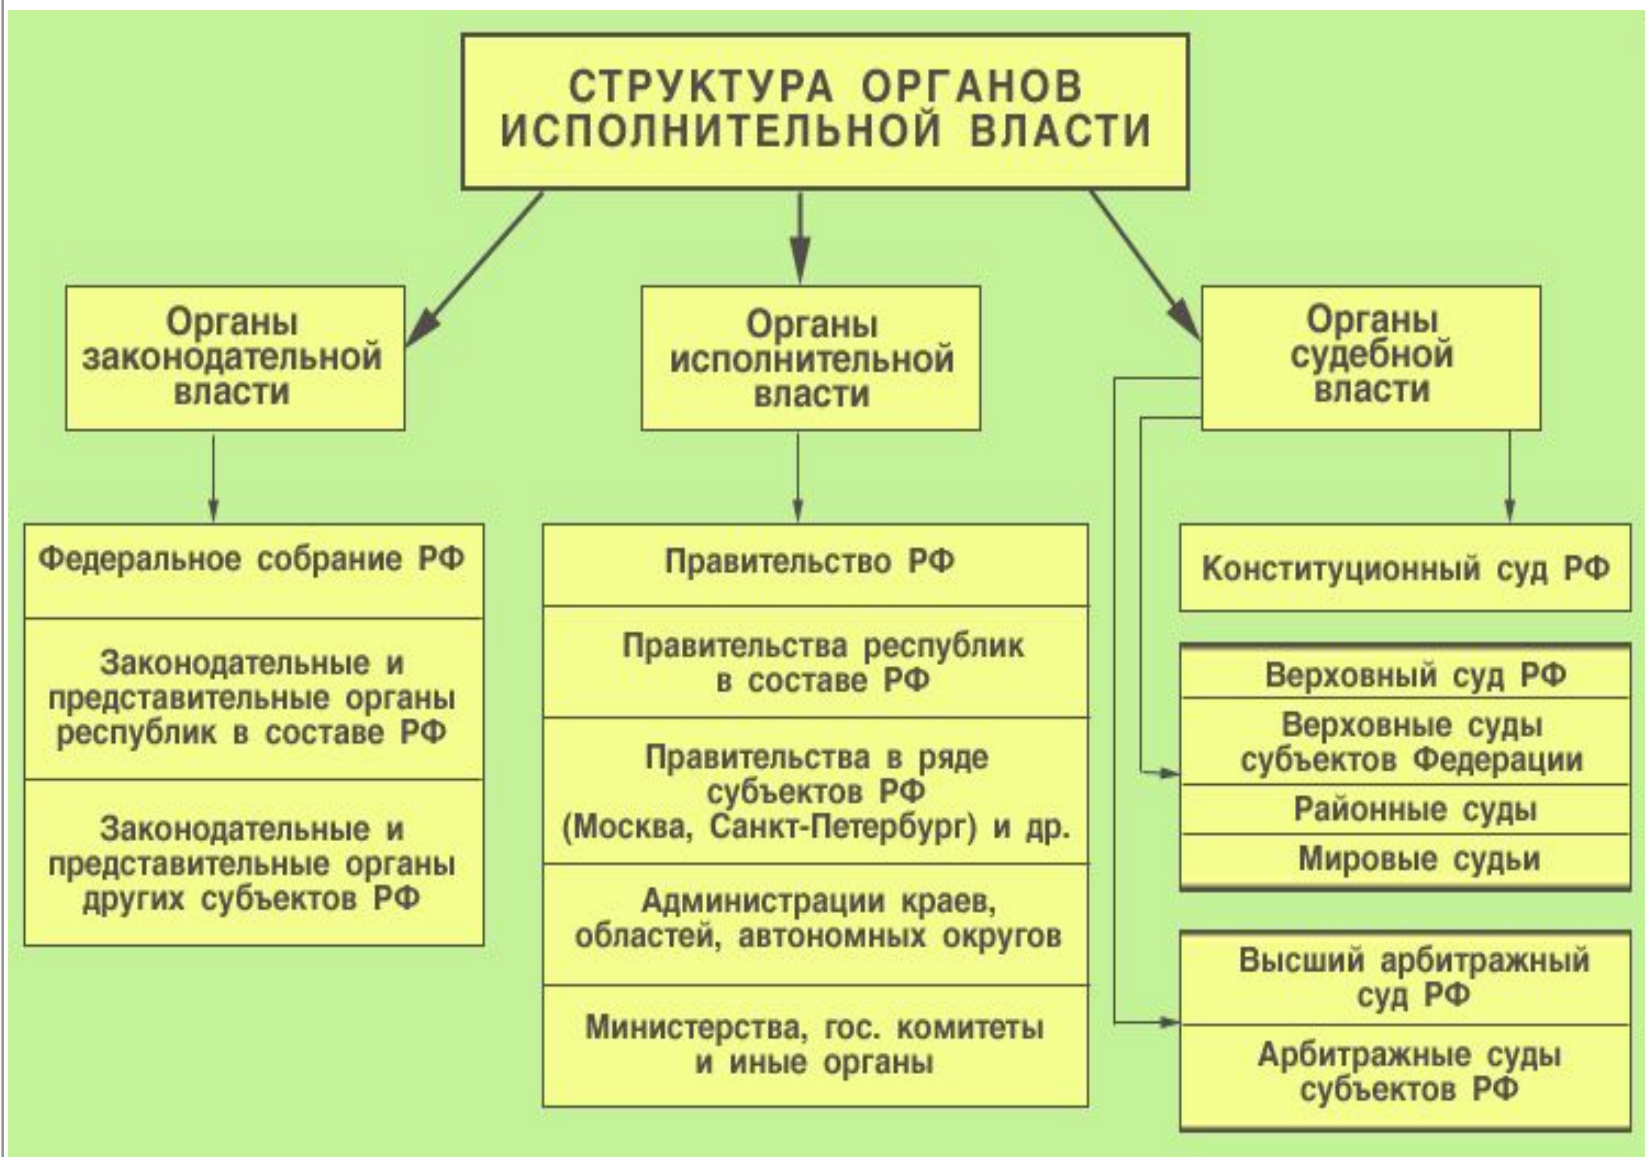 СТРУКТУРА ОРГАНОВ
ИСПОЛНИТЕЛЬНОЙ ВЛАСТИ
Органы
законодательной
власти
Федеральное собрание РФ
Законодательные и
представительные органы
республик в составе РФ
Законодательные и
представительные органы
других субъектов РФ
Органы
исполнительной
власти
Правительство РФ
Правительства республик
в составе РФ
Правительства в ряде
субъектов РФ
(Москва, Санкт-Петербург) и др.
Администрации краев,
областей, автономных округов
Министерства, гос. комитеты
и иные органы
Органы
судебной
власти
Конституционный суд РФ
Верховный суд РФ
Верховные суды
субъектов Федерации
Районные суды
Мировые судьи
Высший арбитражный
суд РФ
Арбитражные суды
субъектов РФ